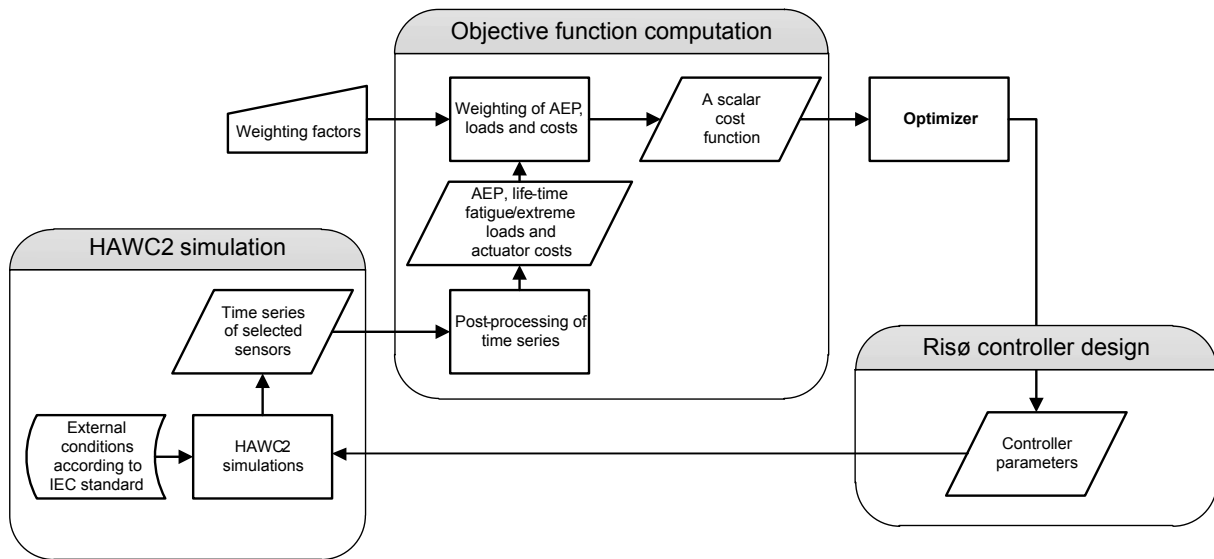 Objective function computation
Weighting factors
Weighting of AEP,
loads and costs
A scalar
cost
function
Optimizer
AEP, life-time
fatigue/extreme
loads and
actuator costs
HAWC2 simulation
Time series
of selected
sensors
Post-processing of
time series
Risø controller design
External
conditions
according to
IEC standard
HAWC2
simulations
Controller
parameters